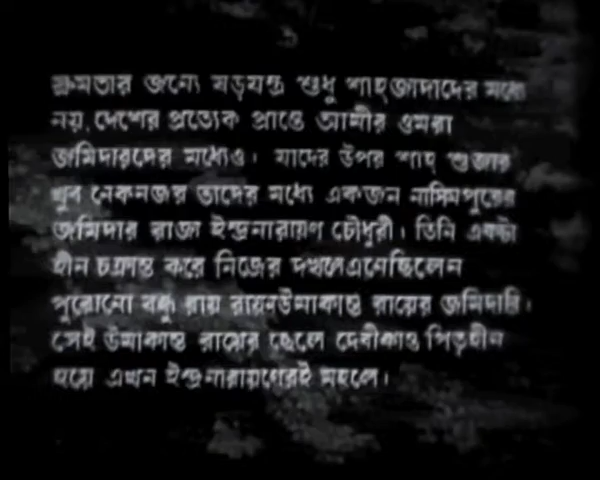 ক্ষমতার জন্যে ষড়যন্ত্র শুধু শাহ্‌জাদাদের মধ্যে
নয়, দেশের প্রত্যেক প্রান্তে আমীর ওমরা
জমিদারদের মধ্যেও। যাদের উপর শাহ্‌ শুজার
খুব নেকনজর তাদের মধ্যে একজন নাসিমপুরের
জমিদার রাজা ইন্দ্রনারায়ণ চৌধুরী। তিনি একটা
হীন চক্রান্ত করে নিজের দখলে এনেছিলেন
পুরোনো বন্ধু রায় রায়ান উমাকান্ত রায়ের জমিদারি।
সেই উমাকান্ত রায়ের ছেলে দেবীকান্ত পিতৃহীন
হয়ে এখন ইন্দ্রনারায়ণেরই মহলে।